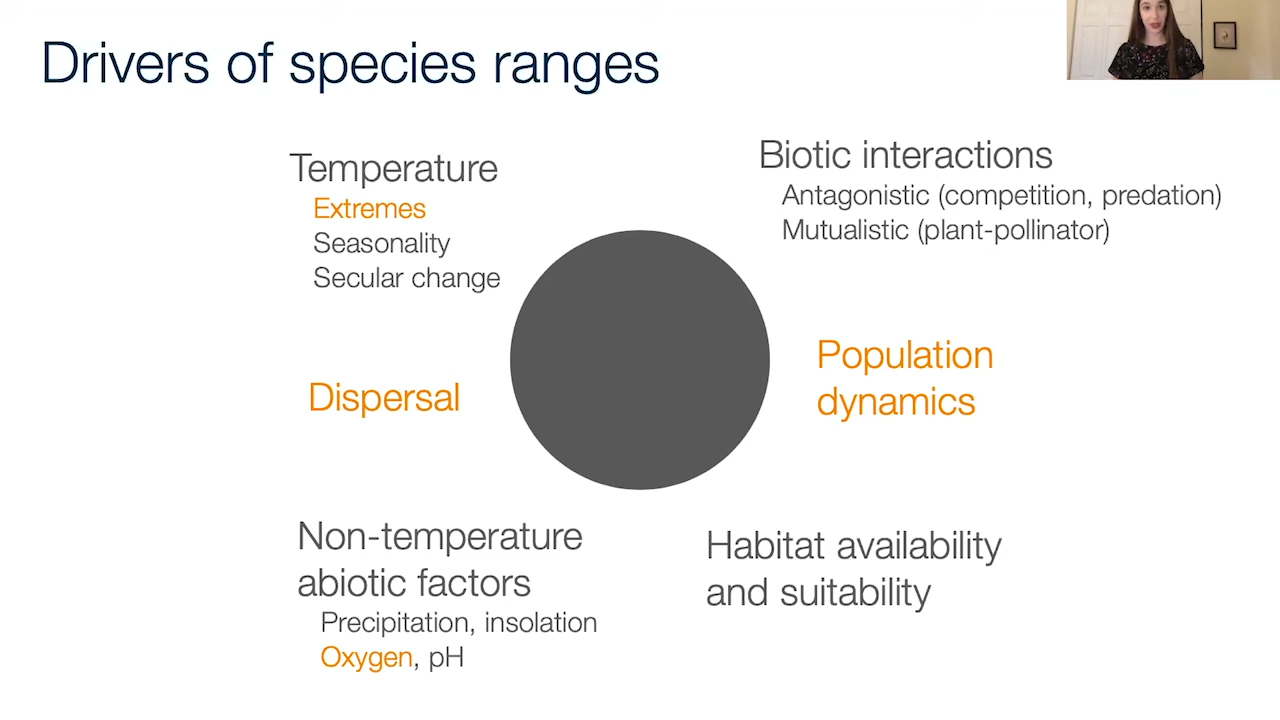 Drivers of species ranges
Temperature
Extremes
Seasonality
Secular change
Biotic interactions
Antagonistic (competition, predation)
Mutualistic (plant-pollinator)
Dispersal
Population
dynamics
Non-temperature
abiotic factors
Precipitation, insolation
Oxygen, pH
Habitat availability
and suitability